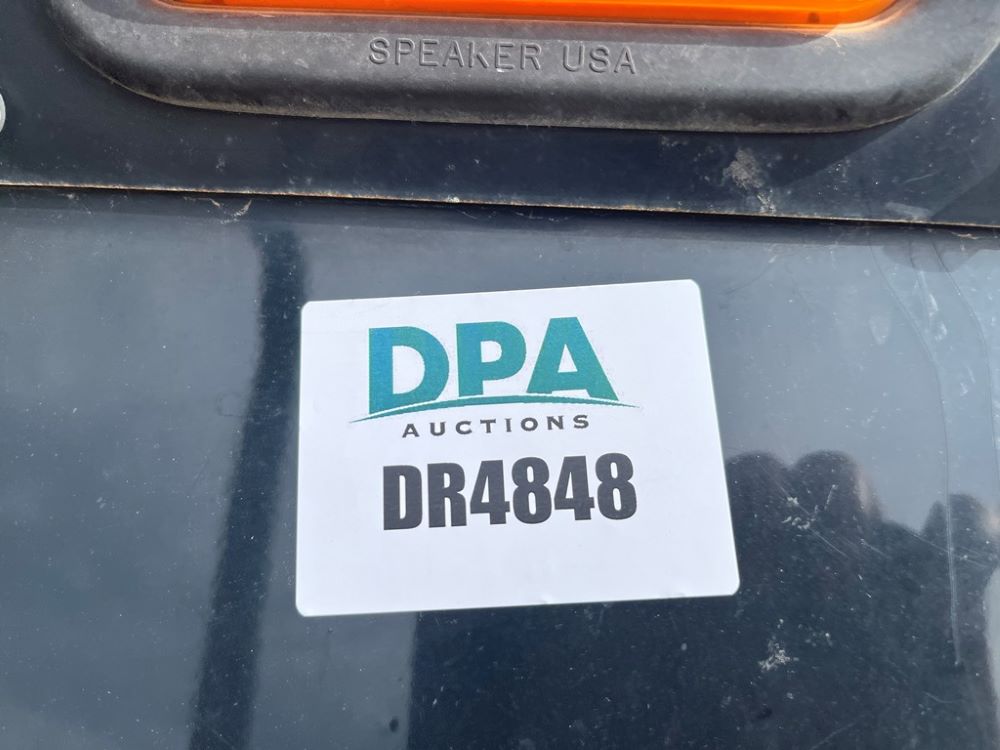 SPEAKER USA
DPA
AUCTIONS
DR4848